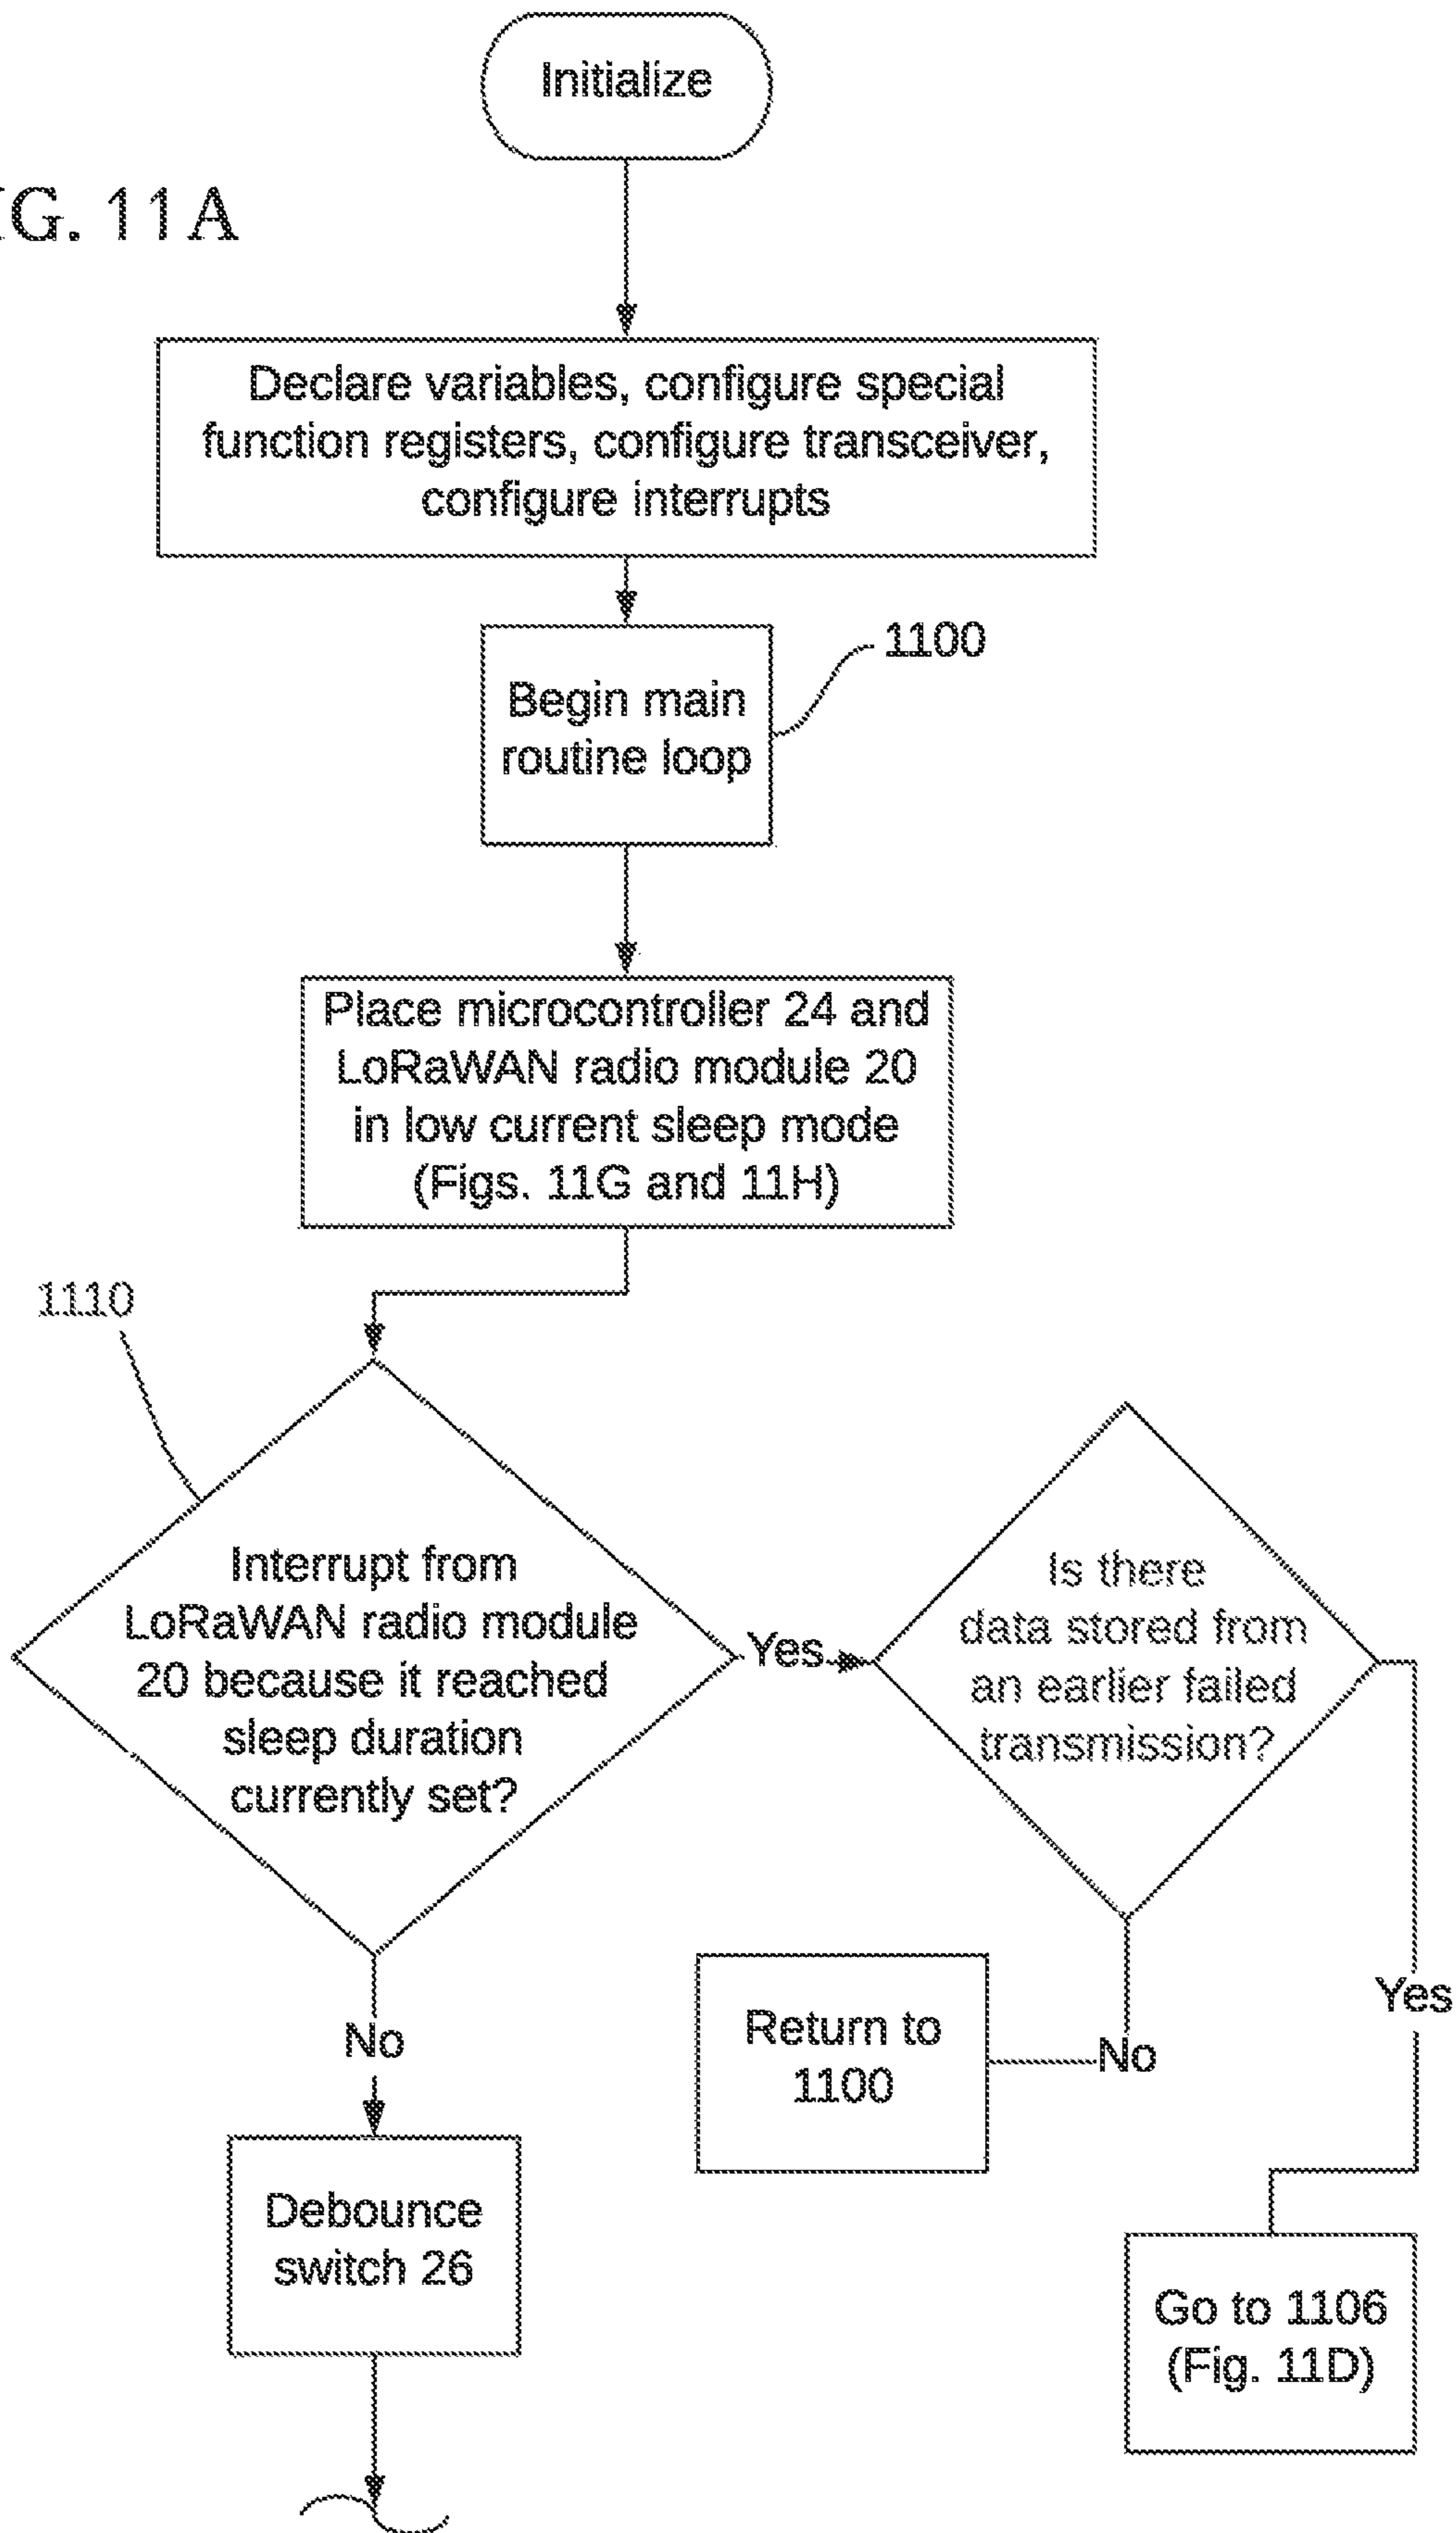 Initialize
IG. 11A
Declare variables, configure special
function registers, configure transceiver,
configure interrupts
1100
Begin main
routine loop
Place microcontroller 24 and
LoRaWAN radio module 20
in low current sleep mode
(Figs. 11G and 11H)
1110
Interrupt from
LoRaWAN radio module
20 because it reached
sleep duration
currently set?
Yes
Is there
data stored from
an earlier failed
transmission?
Yes
No
Return to
1100
No
Debounce
switch 26
Go to 1106
(Fig. 11D)